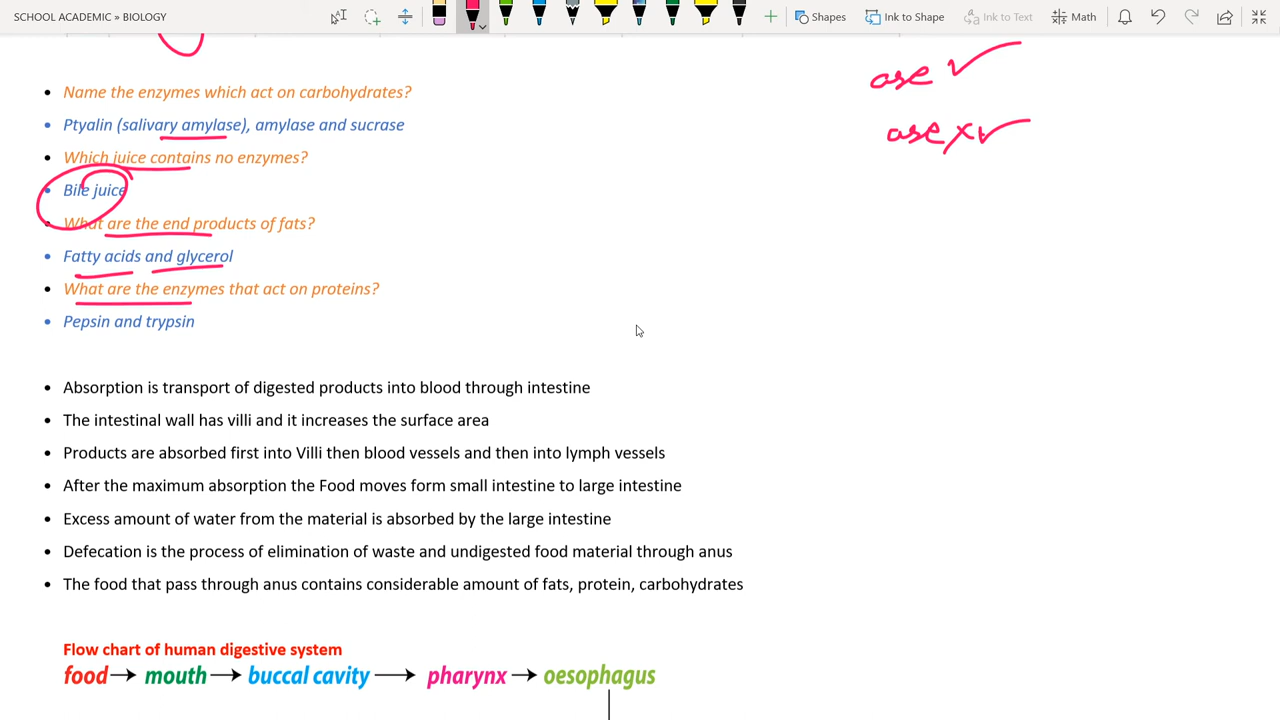 SCHOOL ACADEMIC » BIOLOGY
Shapes
Ink to Shape
Ink to Text
Math
ase
ase
Name the enzymes which act on carbohydrates?
Ptyalin (salivary amylase), amylase and sucrase
Which juice contains no enzymes?
Bile juice
What are the end products of fats?
Fatty acids and glycerol
What are the enzymes that act on proteins?
Pepsin and trypsin
Absorption is transport of digested products into blood through intestine
The intestinal wall has villi and it increases the surface area
Products are absorbed first into Villi then blood vessels and then into lymph vessels
After the maximum absorption the Food moves form small intestine to large intestine
Excess amount of water from the material is absorbed by the large intestine
Defecation is the process of elimination of waste and undigested food material through anus
The food that pass through anus contains considerable amount of fats, protein, carbohydrates
Flow chart of human digestive system
food → mouth → buccal cavity → pharynx → oesophagus